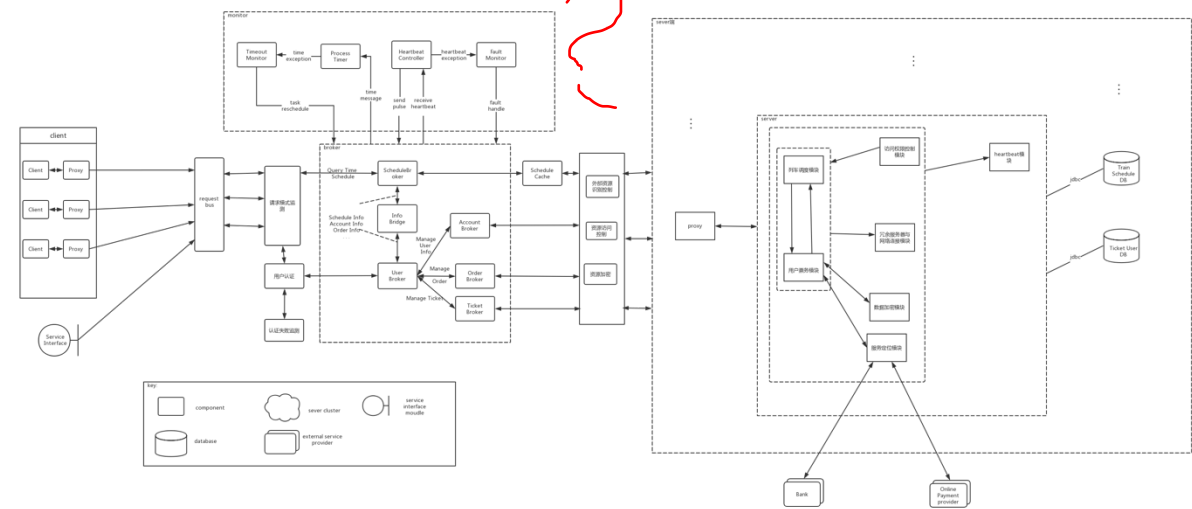 monitor
Timeout
Monitor
time
exception
Process
Timer
Heartbeat
Controller
heartbeat
exception
fault
Monitor
task
reschedule
time
message
send
pulse
receive
heartbeat
fault
handle
client
Client
Proxy
Client
Proxy
Client
Proxy
Service
Interface
request
bus
请求模式监
测
用户认证
认证失败监测
broker
Query Time
Schedule
ScheduleBr
oker
Schedule Info
Account Info
Order Info
Info
Bridge
User
Broker
Manage
User
Info
Account
Broker
Manage
Order
Order
Broker
Manage Ticket
Ticket
Broker
Schedule
Cache
外部资源
识别控制
资源访问
控制
资源加密
sever端
server
proxy
列车调整模块
用户服务模块
访问权限控制
模块
冗余服务器与
网络连接模块
数据加密模块
服务定位模块
heartbeat模
块
jdbc
Train
Schedule
DB
jdbc
Ticket User
DB
Bank
Online
Payment
provider
key:
component
sever cluster
service
interface
moudle
database
external service
provider